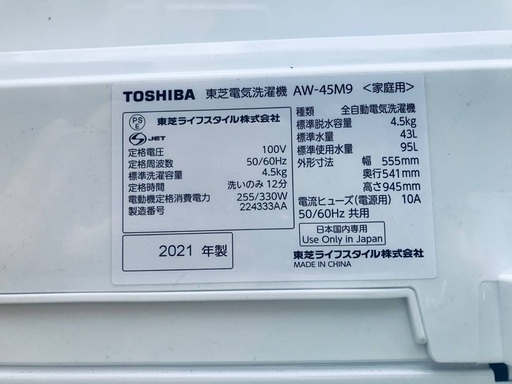 TOSHIBA 東芝電気洗濯機 AW-45M9 <家庭用>
PS
E
東芝ライフスタイル株式会社
JET
定格電圧 100V
定格周波数 50/60Hz
標準洗濯容量 4.5kg
定格時間 洗いのみ 12分
電動機定格消費電力 255/330W
製造番号 224333AA
2021 年製
種類 全自動電気洗濯機
標準脱水容量 4.5kg
標準水量 43L
標準使用水量 95L
外形寸法 幅 555mm
奥行541mm
高さ945mm
電流ヒューズ(電源用) 10A
50/60Hz 共用
日本国内専用
Use Only in Japan
東芝ライフスタイル株式会社
MADE IN CHINA